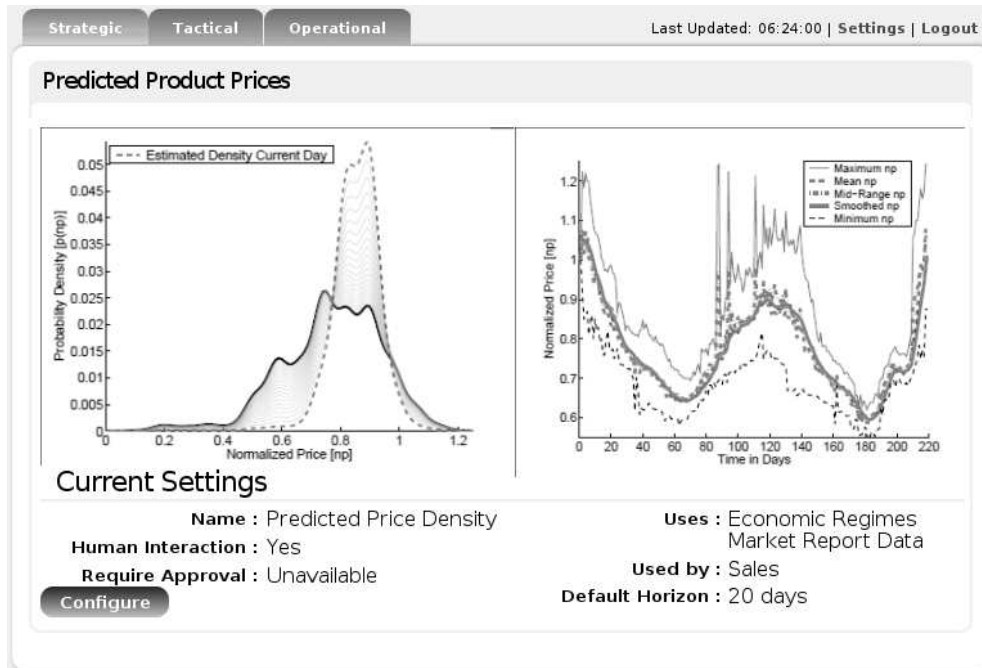 Strategic Tactical Operational Last Updated: 06:24:00 | Settings | Logout
Predicted Product Prices
Estimated Density Current Day
0.05
0.045
0.04
0.035
0.03
0.025
0.02
0.015
0.01
0.005
0
Probability Density [p(np)]
0 0.2 0.4 0.6 0.8 1 1.2
Normalized Price [np]
Maximum np
Mean np
Mid-Range np
Smoothed np
Minimum np
1.2
1.1
1
0.9
0.8
0.7
0.6
Normalized Price [np]
0 20 40 60 80 100 120 140 160 180 200 220
Time in Days
Current Settings
Name : Predicted Price Density
Human Interaction : Yes
Require Approval : Unavailable
Configure
Uses : Economic Regimes
Market Report Data
Used by : Sales
Default Horizon : 20 days